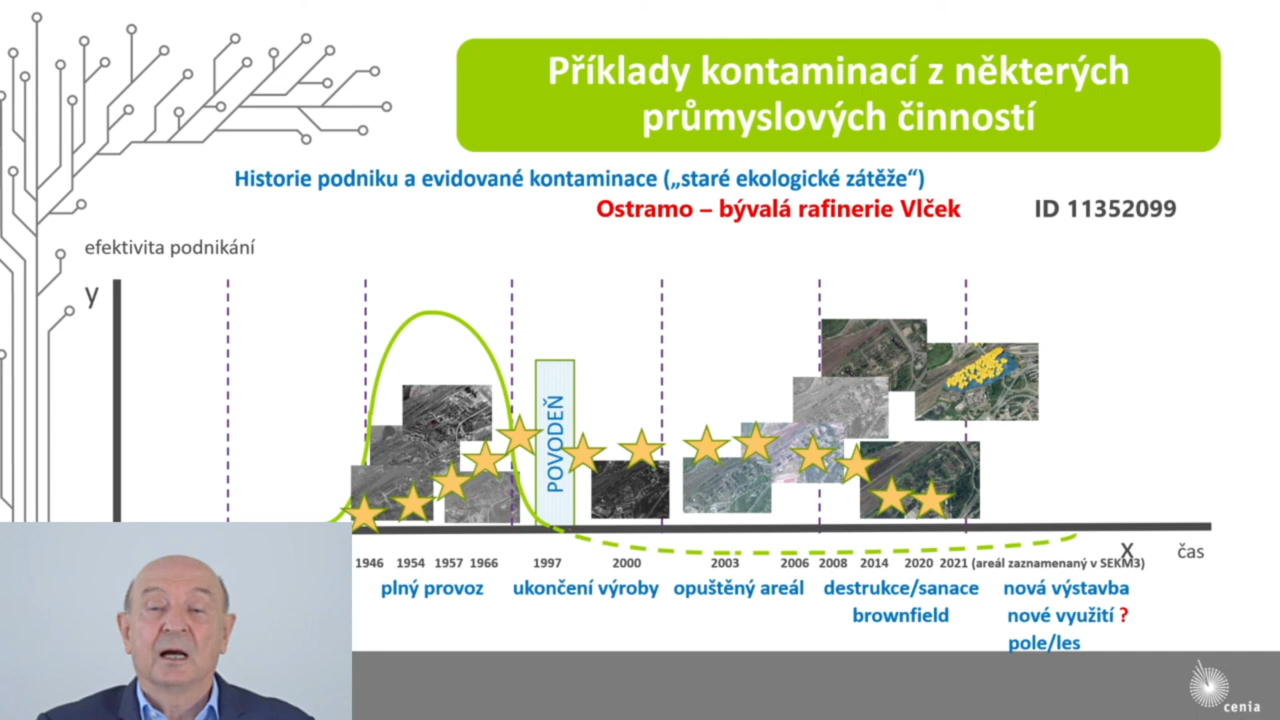 Příklady kontaminací z některých
průmyslových činností
Historie podniku a evidované kontaminace („staré ekologické zátěže“)
Ostramo – bývalá rafinerie Vlček ID 11352099
efektivita podnikání
y
POVODEŇ
X čas
1946 1954 1957 1966 1997 2000 2003 2006 2008 2014 2020 2021 (areál zaznamenaný v SEKM3)
plný provoz ukončení výroby opuštěný areál destrukce/sanace nová výstavba
brownfield nové využití ?
pole/les
cenia